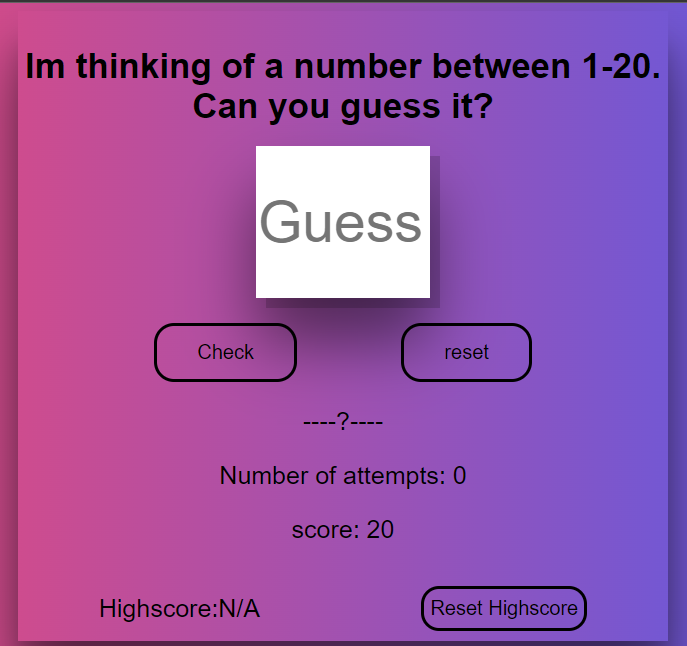 Im thinking of a number between 1-20.
Can you guess it?
Guess
Check
reset
----?----
Number of attempts: 0
score: 20
Highscore:N/A
Reset Highscore